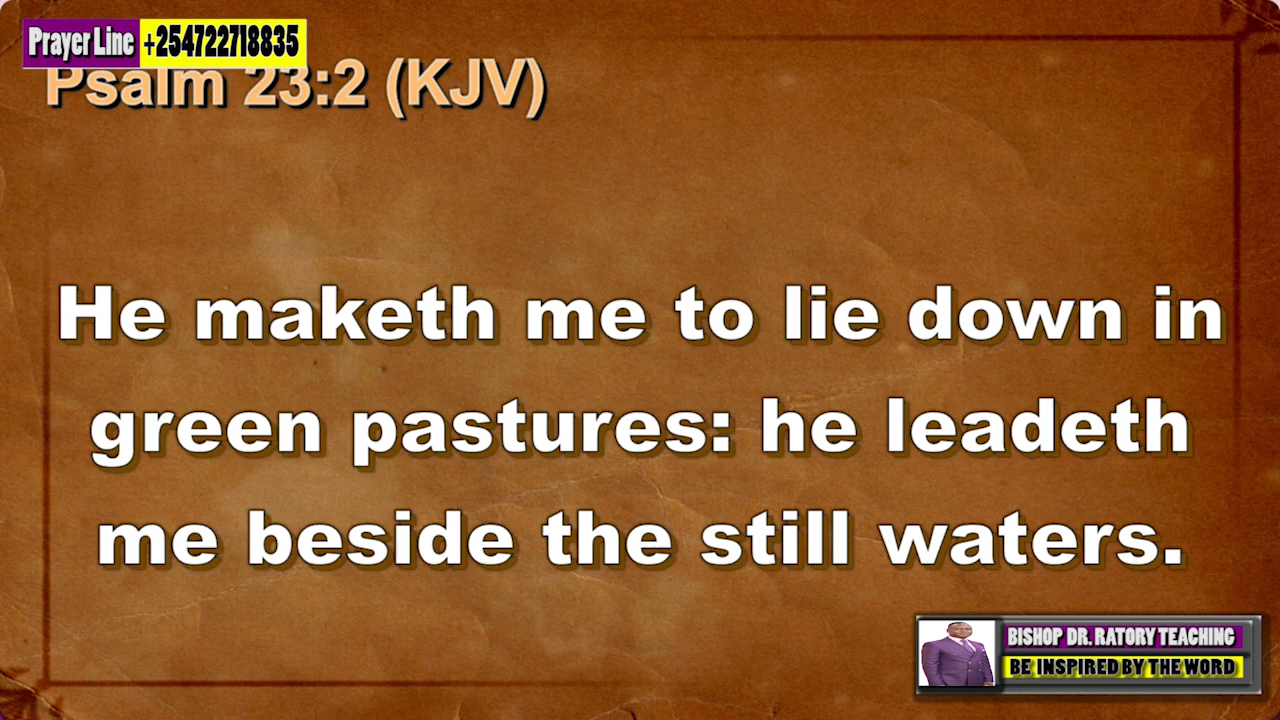 Prayer Line +254722718835
Psalm 23:2 (KJV)
He maketh me to lie down in
green pastures: he leadeth
me beside the still waters.
BISHOP DR. RATORY TEACHING
BE INSPIRED BY THE WORD